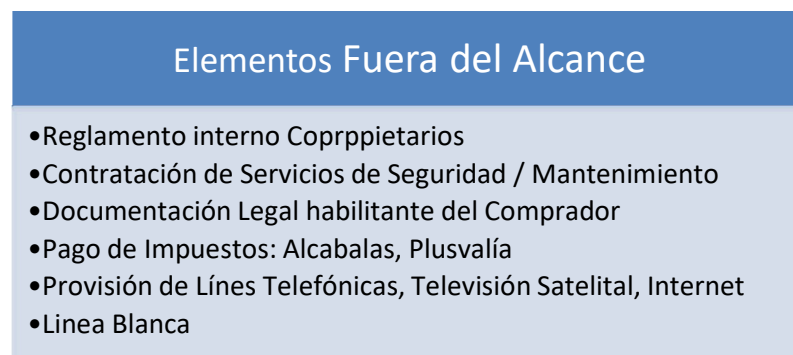 Elementos Fuera del Alcance
•Reglamento interno Coprppietarios
•Contratación de Servicios de Seguridad / Mantenimiento
•Documentación Legal habilitante del Comprador
•Pago de Impuestos: Alcabalas, Plusvalía
•Provisión de Línes Telefónicas, Televisión Satelital, Internet
•Linea Blanca